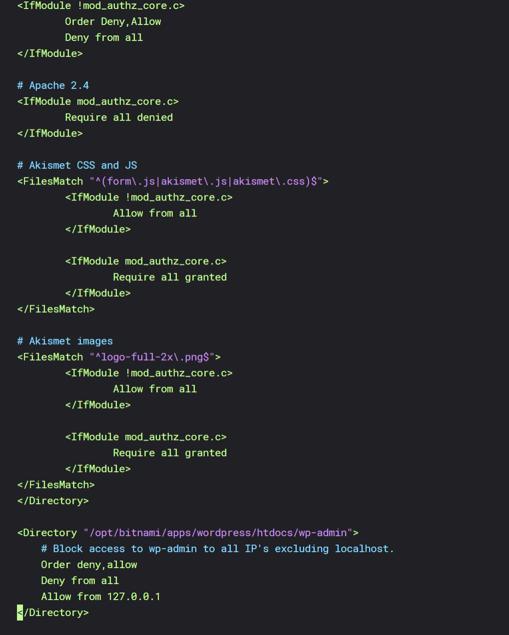 <IfModule !mod_authz_core.c>
Order Deny,Allow
Deny from all
</IfModule>
# Apache 2.4
<IfModule mod_authz_core.c>
Require all denied
</IfModule>
# Akismet CSS and JS
<FilesMatch "^(form\.js|akismet\.js|akismet\.css)$">
<IfModule !mod_authz_core.c>
Allow from all
</IfModule>
<IfModule mod_authz_core.c>
Require all granted
</IfModule>
</FilesMatch>
# Akismet images
<FilesMatch "^logo-full-2x\.png$">
<IfModule !mod_authz_core.c>
Allow from all
</IfModule>
<IfModule mod_authz_core.c>
Require all granted
</IfModule>
</FilesMatch>
</Directory>
<Directory "/opt/bitnami/apps/wordpress/htdocs/wp-admin">
# Block access to wp-admin to all IP's excluding localhost.
Order deny,allow
Deny from all
Allow from 127.0.0.1
</Directory>